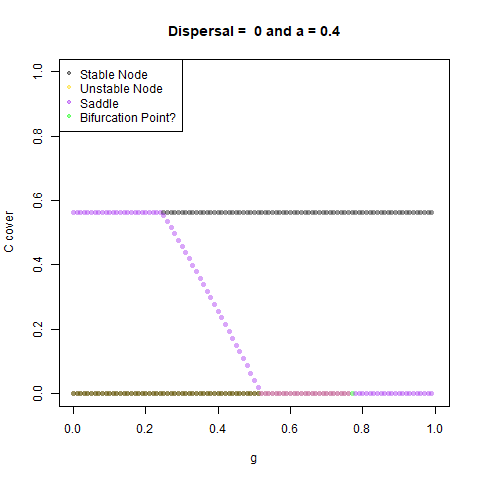 Dispersal =  0 and a = 0.4
Stable Node
Unstable Node
Saddle
Bifurcation Point?
C cover
1.0
0.8
0.6
0.4
0.2
0.0
0.0 0.2 0.4 0.6 0.8 1.0
g